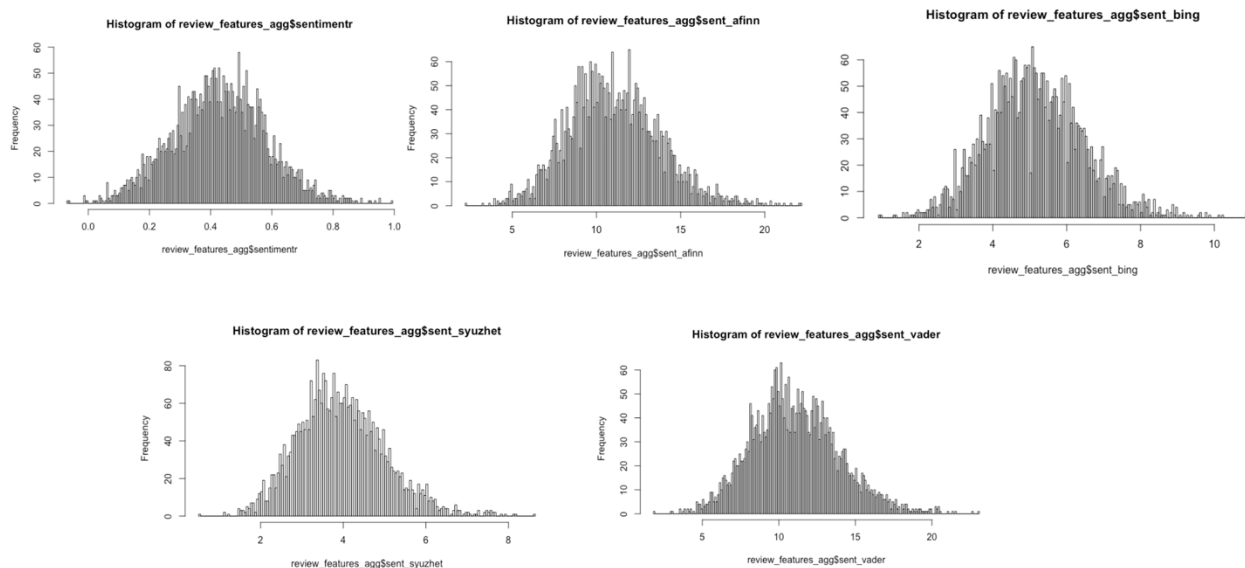 Histogram of review_features_agg$sentimentr
Frequency
60
50
40
30
20
10
0
0.0 0.2 0.4 0.6 0.8 1.0
review_features_agg$sentimentr
Histogram of review_features_agg$sent_afinn
Frequency
60
50
40
30
20
10
0
5 10 15 20
review_features_agg$sent_afinn
Histogram of review_features_agg$sent_bing
Frequency
60
50
40
30
20
10
0
2 4 6 8 10
review_features_agg$sent_bing
Histogram of review_features_agg$sent_syuzhet
Frequency
80
60
40
20
0
2 4 6 8
review_features_agg$sent_syuzhet
Histogram of review_features_agg$sent_vader
Frequency
60
50
40
30
20
10
0
5 10 15 20
review_features_agg$sent_vader